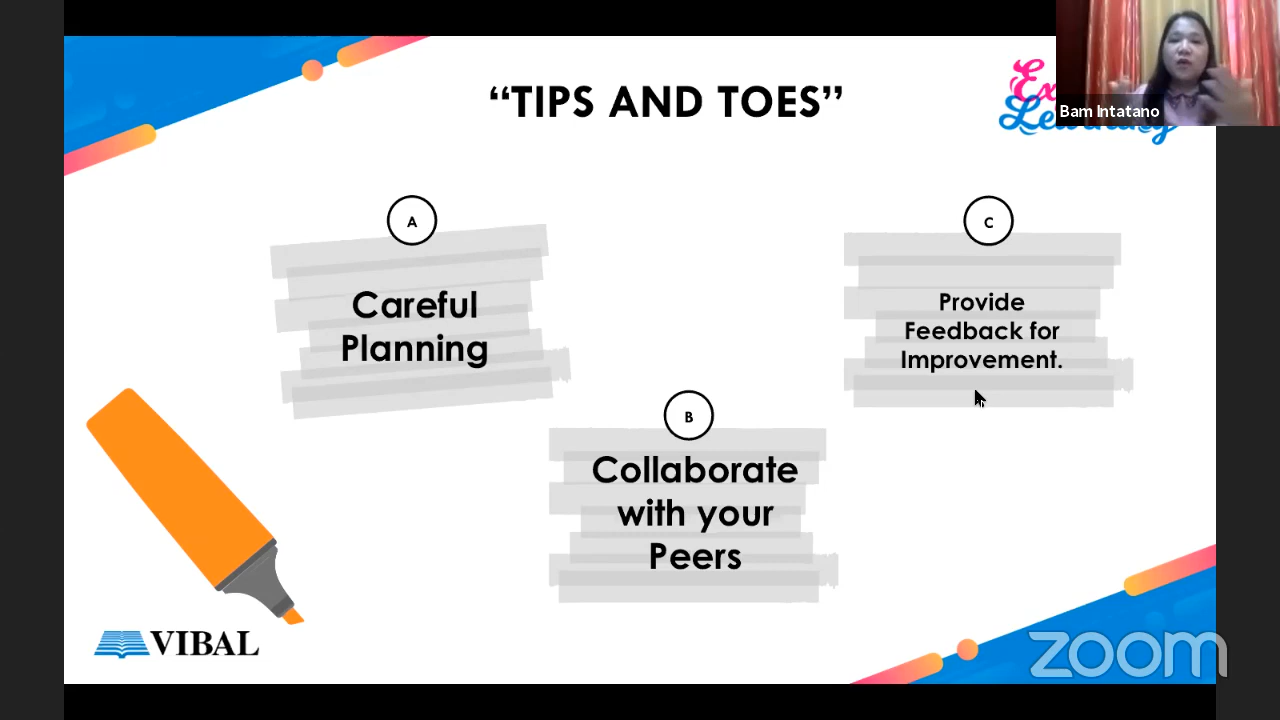 “TIPS AND TOES”
Bam Intatano
A
Careful
Planning
B
Collaborate
with your
Peers
C
Provide
Feedback for
Improvement.
VIBAL
zoom